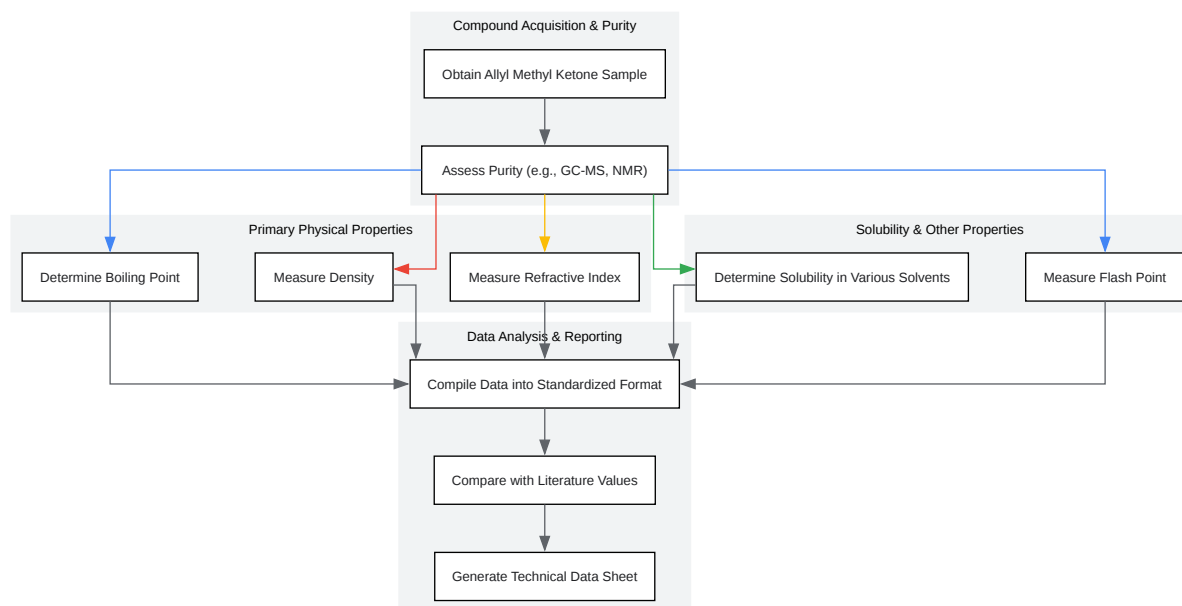 Compound Acquisition & Purity
Obtain Allyl Methyl Ketone Sample
Assess Purity (e.g., GC-MS, NMR)
Primary Physical Properties
Solubility & Other Properties
Determine Boiling Point
Measure Density
Measure Refractive Index
Determine Solubility in Various Solvents
Measure Flash Point
Data Analysis & Reporting
Compile Data into Standardized Format
Compare with Literature Values
Generate Technical Data Sheet